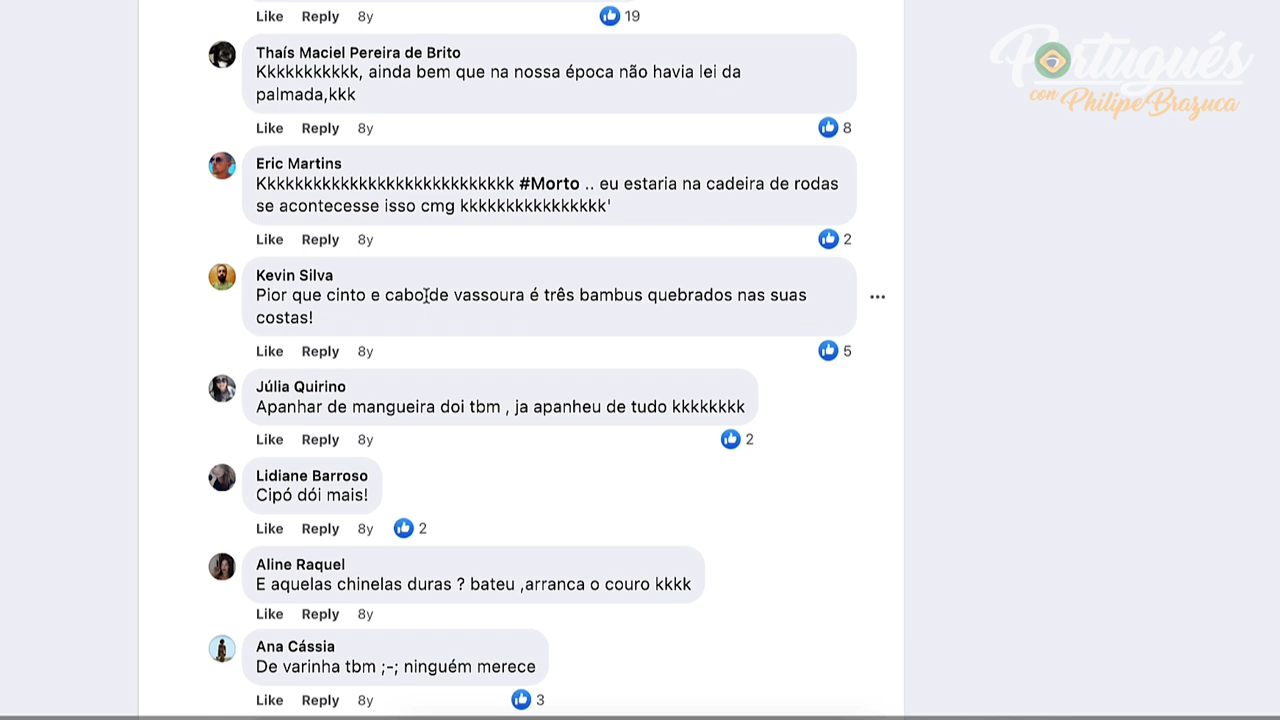 Like Reply 8y 19
Portugués
con Philipe Brazuca
Thaís Maciel Pereira de Brito
Kkkkkkkkkkk, ainda bem que na nossa época não havia lei da
palmada,kkk
Like Reply 8y 8
Eric Martins
Kkkkkkkkkkkkkkkkkkkkkkkkkkk #Morto .. eu estaria na cadeira de rodas
se acontecesse isso cmg kkkkkkkkkkkkkkkk'
Like Reply 8y 2
Kevin Silva
Pior que cinto e cabo de vassoura é três bambus quebrados nas suas
costas!
Like Reply 8y 5
Júlia Quirino
Apanhar de mangueira doi tbm , ja apanheu de tudo kkkkkkkk
Like Reply 8y 2
Lidiane Barroso
Cipó dói mais!
Like Reply 8y 2
Aline Raquel
E aquelas chinelas duras ? bateu ,arranca o couro kkkk
Like Reply 8y
Ana Cássia
De varinha tbm ;-; ninguém merece
Like Reply 8y 3